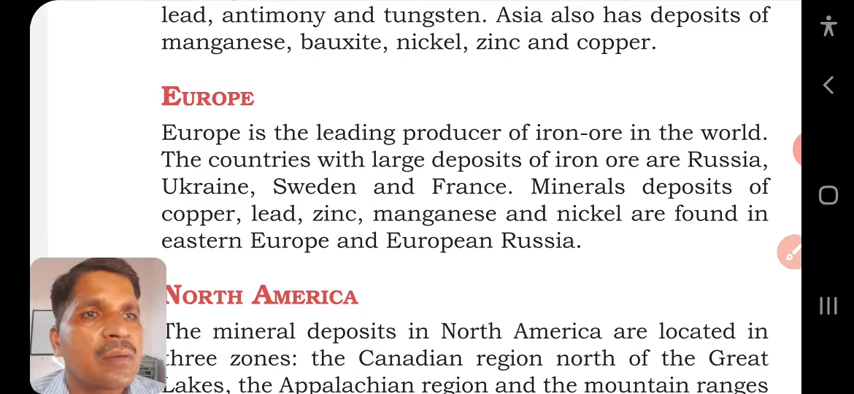 lead, antimony and tungsten. Asia also has deposits of
manganese, bauxite, nickel, zinc and copper.
EUROPE
Europe is the leading producer of iron-ore in the world.
The countries with large deposits of iron ore are Russia,
Ukraine, Sweden and France. Minerals deposits of
copper, lead, zinc, manganese and nickel are found in
eastern Europe and European Russia.
NORTH AMERICA
The mineral deposits in North America are located in
three zones: the Canadian region north of the Great
Lakes, the Appalachian region and the mountain ranges